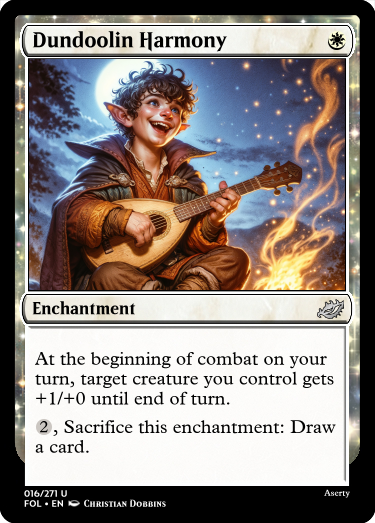 Dundoolin Harmony
Enchantment
At the beginning of combat on your
turn, target creature you control gets
+1/+0 until end of turn.
2, Sacrifice this enchantment: Draw
a card.
016/271 U
Aserty
FOL • EN Christian Dobbins